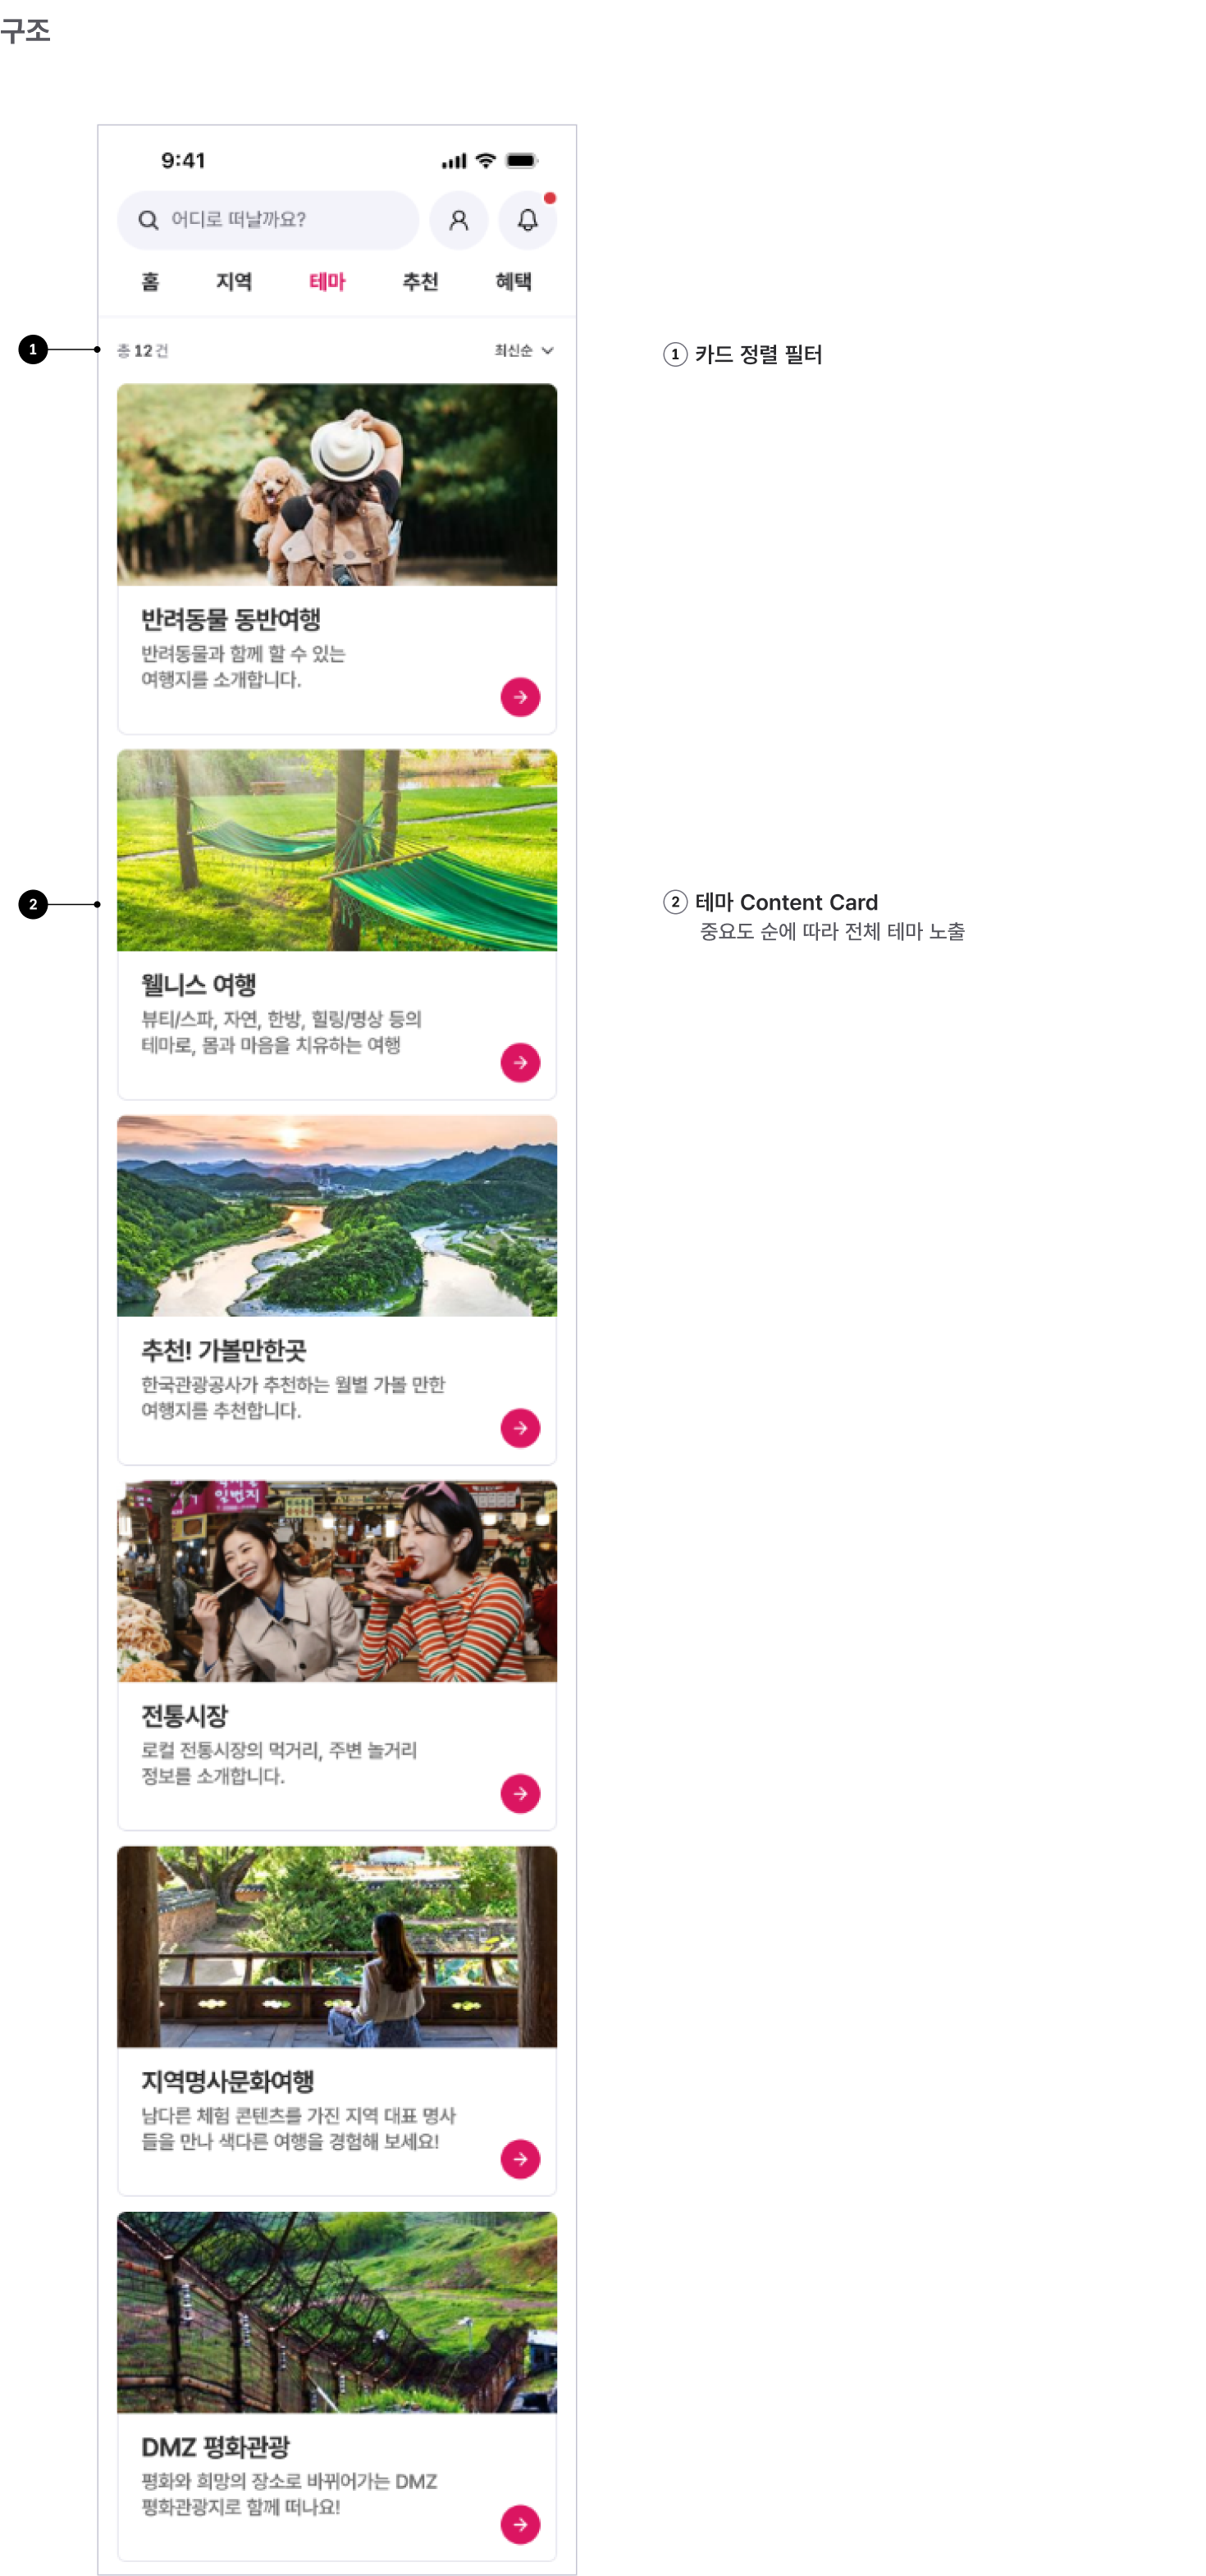 구조
9:41
어디로 떠날까요?
홈 지역 테마 추천 혜택
1
총 12 건 최신순
① 카드 정렬 필터
반려동물 동반여행
반려동물과 함께 할 수 있는
여행지를 소개합니다.
2
② 테마 Content Card
중요도 순에 따라 전체 테마 노출
웰니스 여행
뷰티/스파, 자연, 한방, 힐링/명상 등의
테마로, 몸과 마음을 치유하는 여행
추천! 가볼만한곳
한국관광공사가 추천하는 월별 가볼 만한
여행지를 추천합니다.
일번지
전통시장
로컬 전통시장의 먹거리, 주변 놀거리
정보를 소개합니다.
지역명사문화여행
남다른 체험 콘텐츠를 가진 지역 대표 명사
들을 만나 색다른 여행을 경험해 보세요!
DMZ 평화관광
평화와 희망의 장소로 바뀌어가는 DMZ
평화관광지로 함께 떠나요!